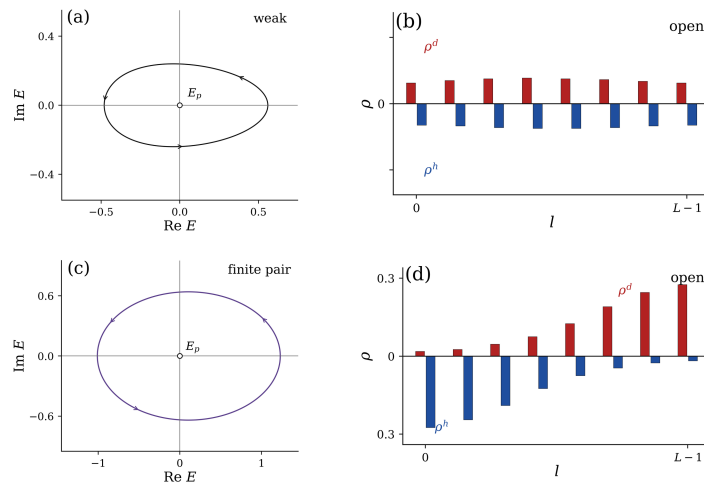 (a)
weak
0.4
0.0
−0.4
Im E
E_p
−0.5
0.0
0.5
Re E
(b)
open
ρ^d
ρ
0
ρ^h
0
L − 1
l
(c)
finite pair
0.6
0.0
−0.6
Im E
E_p
−1
0
1
Re E
(d)
open
0.3
ρ^d
ρ
0
ρ^h
0.3
0
L − 1
l